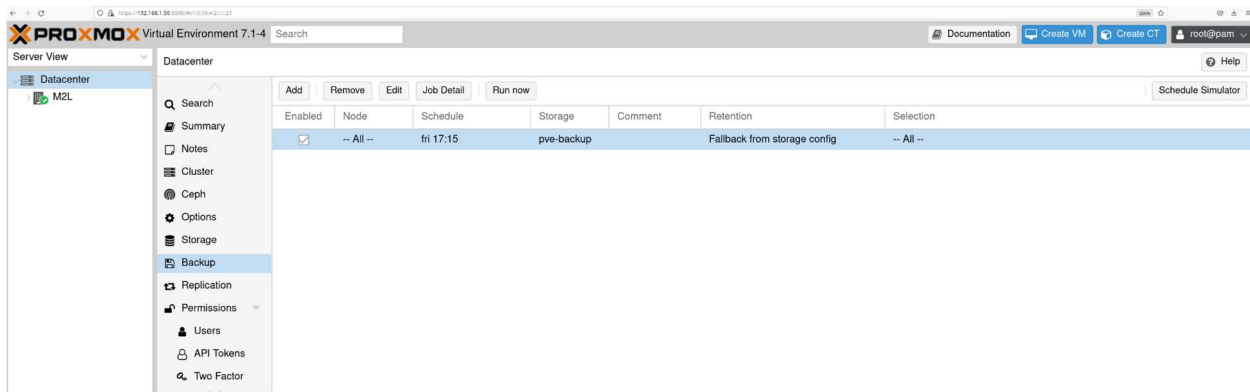 https://192.168.1.50:8006/#v1:0:18:4:2:::::21
200%
PROXMOX Virtual Environment 7.1-4 Search Documentation Create VM Create CT root@pam
Server View
Datacenter
M2L
Datacenter Help
Search
Summary
Notes
Cluster
Ceph
Options
Storage
Backup
Replication
Permissions
Users
API Tokens
Two Factor
Add Remove Edit Job Detail Run now Schedule Simulator
Enabled Node Schedule Storage Comment Retention Selection
-- All -- fri 17:15 pve-backup Fallback from storage config -- All --